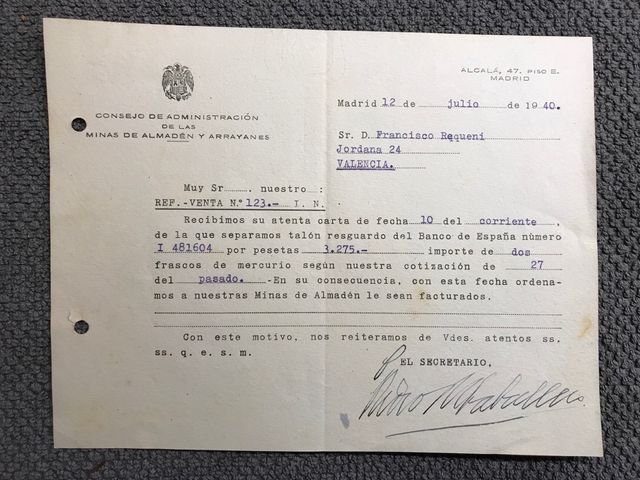 ALCALÁ, 47, PISO E.
MADRID
CONSEJO DE ADMINISTRACIÓN
DE LAS
MINAS DE ALMADÉN Y ARRAYANES
Madrid 12 de julio de 1940.
Sr. D. Francisco Requeni
Jordana 24
VALENCIA.
Muy Sr. nuestro :
REF.-VENTA N.° 123.- I. N.
Recibimos su atenta carta de fecha 10 del corriente,
de la que separamos talón resguardo del Banco de España número
I 481604 por pesetas 3.275.- importe de dos
frascos de mercurio según nuestra cotización de 27
del pasado. -En su consecuencia, con esta fecha ordena-
mos a nuestras Minas de Almadén le sean facturados.
Con este motivo, nos reiteramos de Vdes. atentos ss.
ss. q. e. s. m.
EL SECRETARIO,